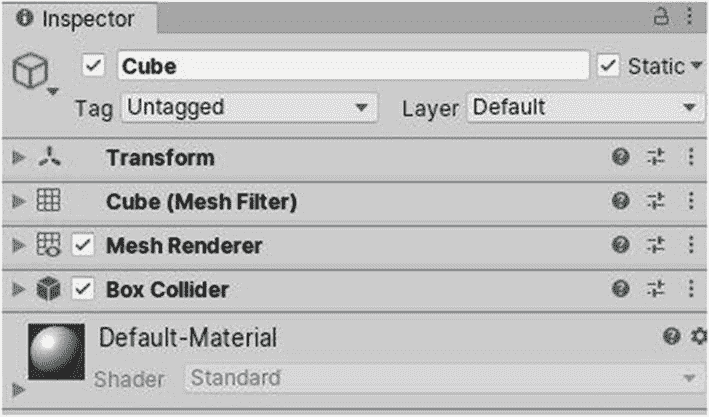 Inspector
Cube Static
Tag Untagged Layer Default
Transform
Cube (Mesh Filter)
Mesh Renderer
Box Collider
Default-Material
Shader Standard